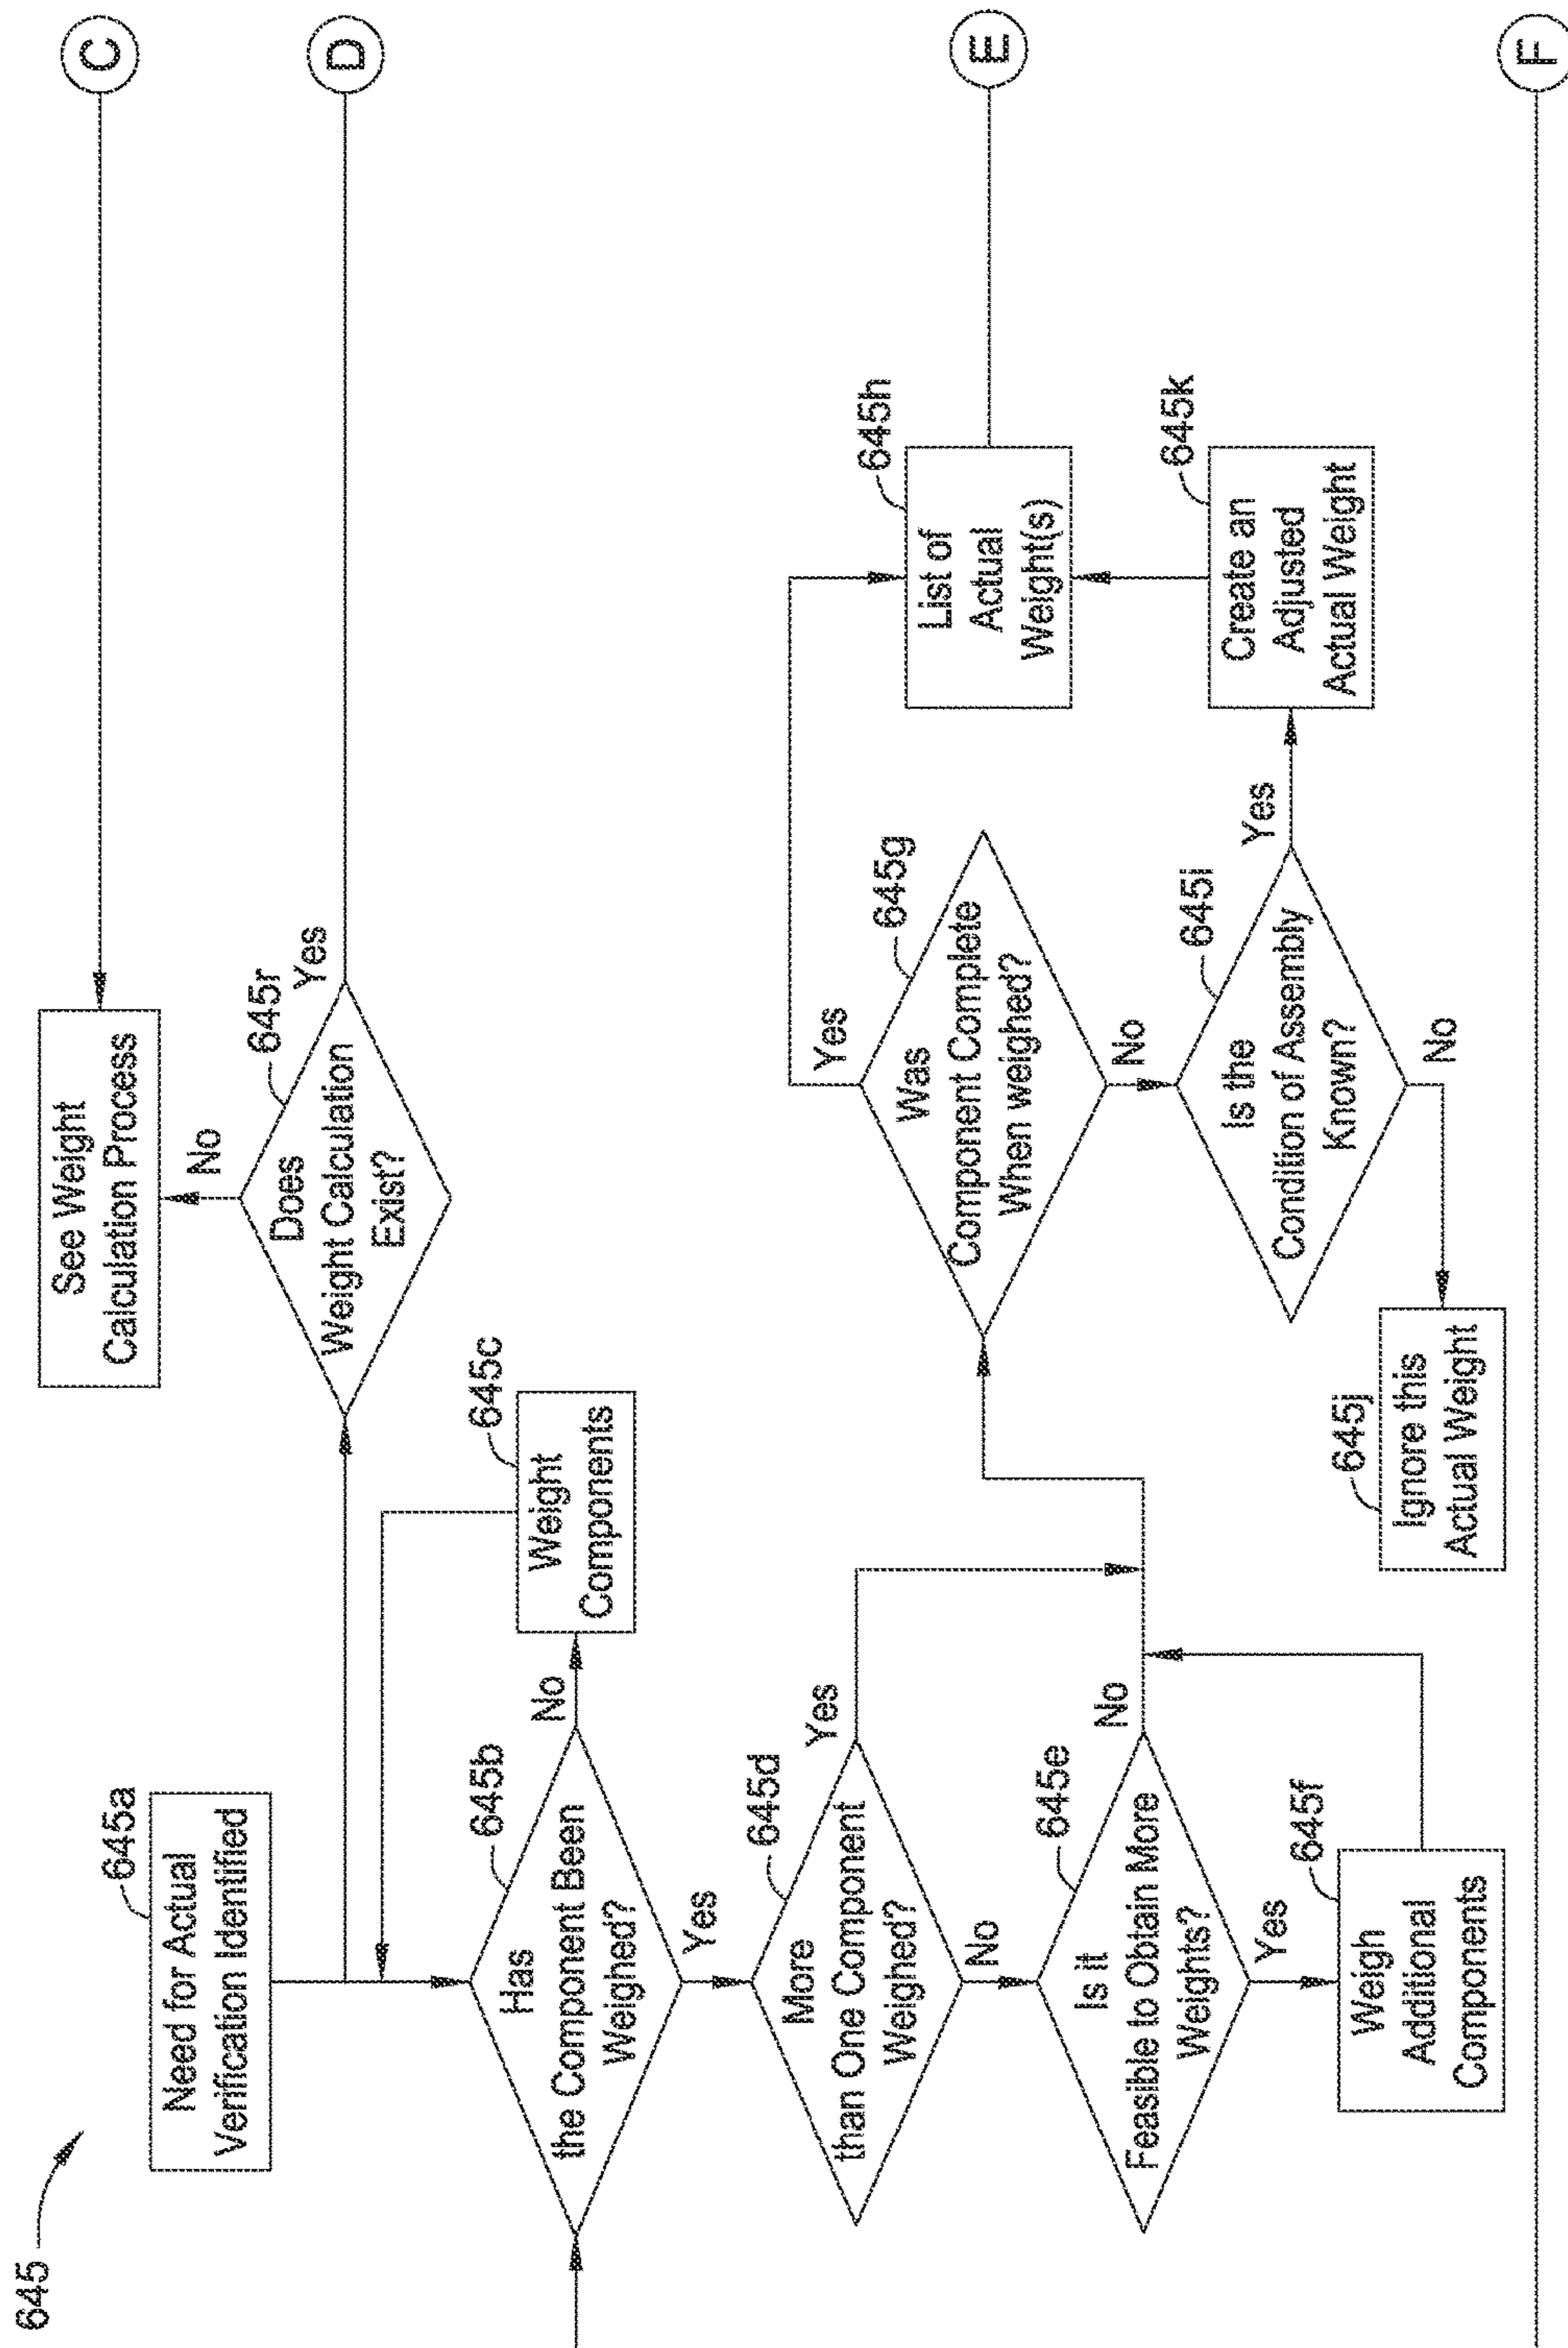 645
645a
Need for Actual
Verification Identified
See Weight
Calculation Process
C
No
645r
Does
Weight Calculation
Exist?
Yes
D
645b
Has
the Component Been
Weighed?
No
645c
Weight
Components
Yes
645d
More
than One Component
Weighed?
Yes
No
645e
Is it
Feasible to Obtain More
Weights?
No
Yes
645f
Weigh
Additional
Components
645g
Was
Component Complete
When weighed?
Yes
No
645h
List of
Actual
Weight(s)
E
645i
Is the
Condition of Assembly
Known?
Yes
No
645k
Create an
Adjusted
Actual Weight
645j
Ignore this
Actual Weight
F